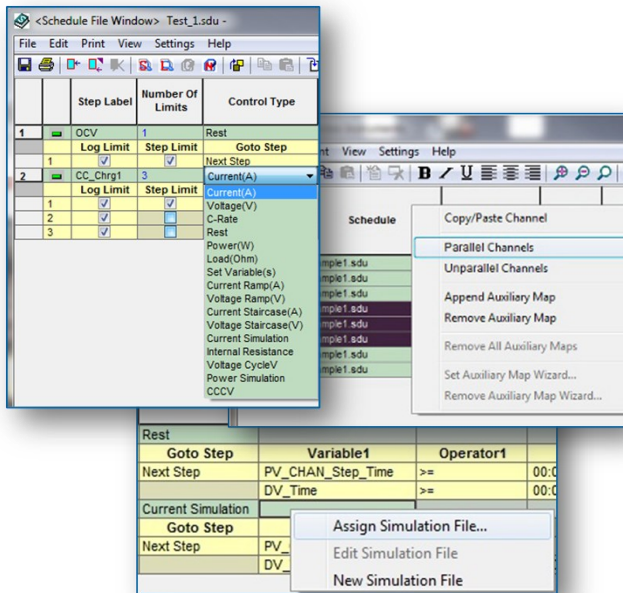 <Schedule File Window> Test_1.sdu -
File Edit Print View Settings Help
Step Label Number Of Limits Control Type
1 OCV 1 Rest
Log Limit Step Limit Goto Step
1 Next Step
2 CC_Chrg1 3 Current(A)
Log Limit Step Limit
1
2
3
Current(A)
Voltage(V)
C-Rate
Rest
Power(W)
Load(Ohm)
Set Variable(s)
Current Ramp(A)
Voltage Ramp(V)
Current Staircase(A)
Voltage Staircase(V)
Current Simulation
Internal Resistance
Voltage CycleV
Power Simulation
CCCV
View Settings Help
B I U
Schedule
mple1.sdu
mple1.sdu
mple1.sdu
mple1.sdu
mple1.sdu
mple1.sdu
mple1.sdu
mple1.sdu
Copy/Paste Channel
Parallel Channels
Unparallel Channels
Append Auxiliary Map
Remove Auxiliary Map
Remove All Auxiliary Maps
Set Auxiliary Map Wizard...
Remove Auxiliary Map Wizard...
Rest
Goto Step Variable1 Operator1
Next Step PV_CHAN_Step_Time >= 00:0
DV_Time >= 00:0
Current Simulation
Goto Step
Next Step PV_
DV_
Assign Simulation File...
Edit Simulation File
New Simulation File